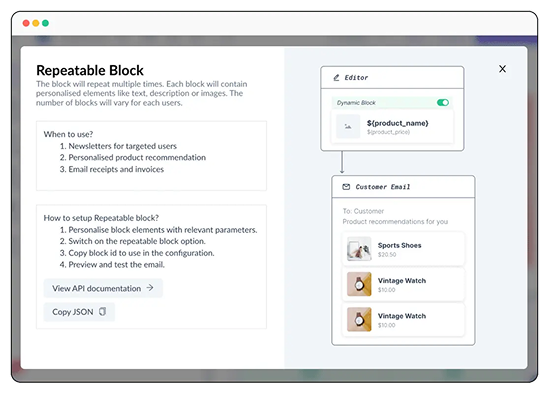 Repeatable Block
The block will repeat multiple times. Each block will contain
personalised elements like text, description or images. The
number of blocks will vary for each users.
When to use?
1. Newsletters for targeted users
2. Personalised product recommendation
3. Email receipts and invoices
How to setup Repeatable block?
1. Personalise block elements with relevant parameters.
2. Switch on the repeatable block option.
3. Copy block id to use in the configuration.
4. Preview and test the email.
View API documentation →
Copy JSON
X
Editor
Dynamic Block
${product_name}
${product_price}
Customer Email
To: Customer
Product recommendations for you
Sports Shoes
$20.50
Vintage Watch
$10.00
Vintage Watch
$10.00